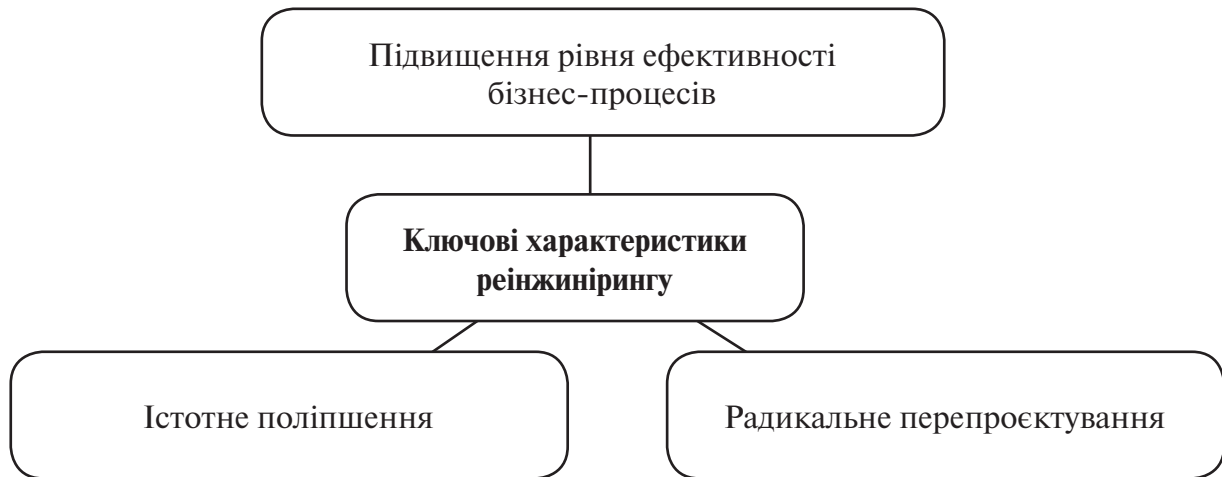 Підвищення рівня ефективності
бізнес-процесів
Ключові характеристики
реінжинірингу
Істотне поліпшення
Радикальне перепроєктування